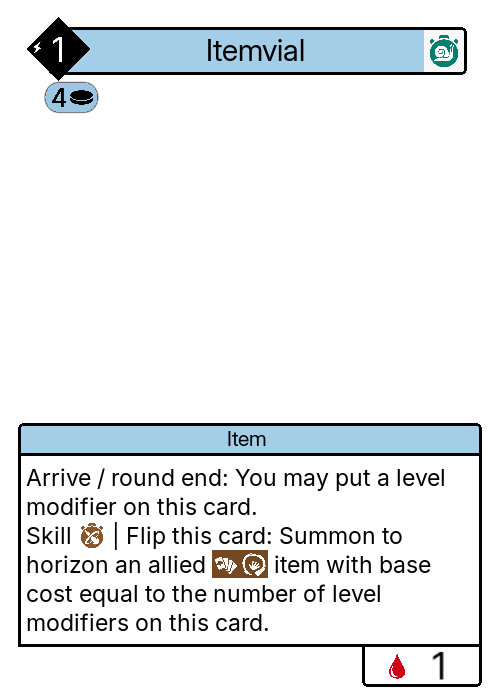 1
Itemvial
4
Item
Arrive / round end: You may put a level
modifier on this card.
Skill | Flip this card: Summon to
horizon an allied item with base
cost equal to the number of level
modifiers on this card.
1